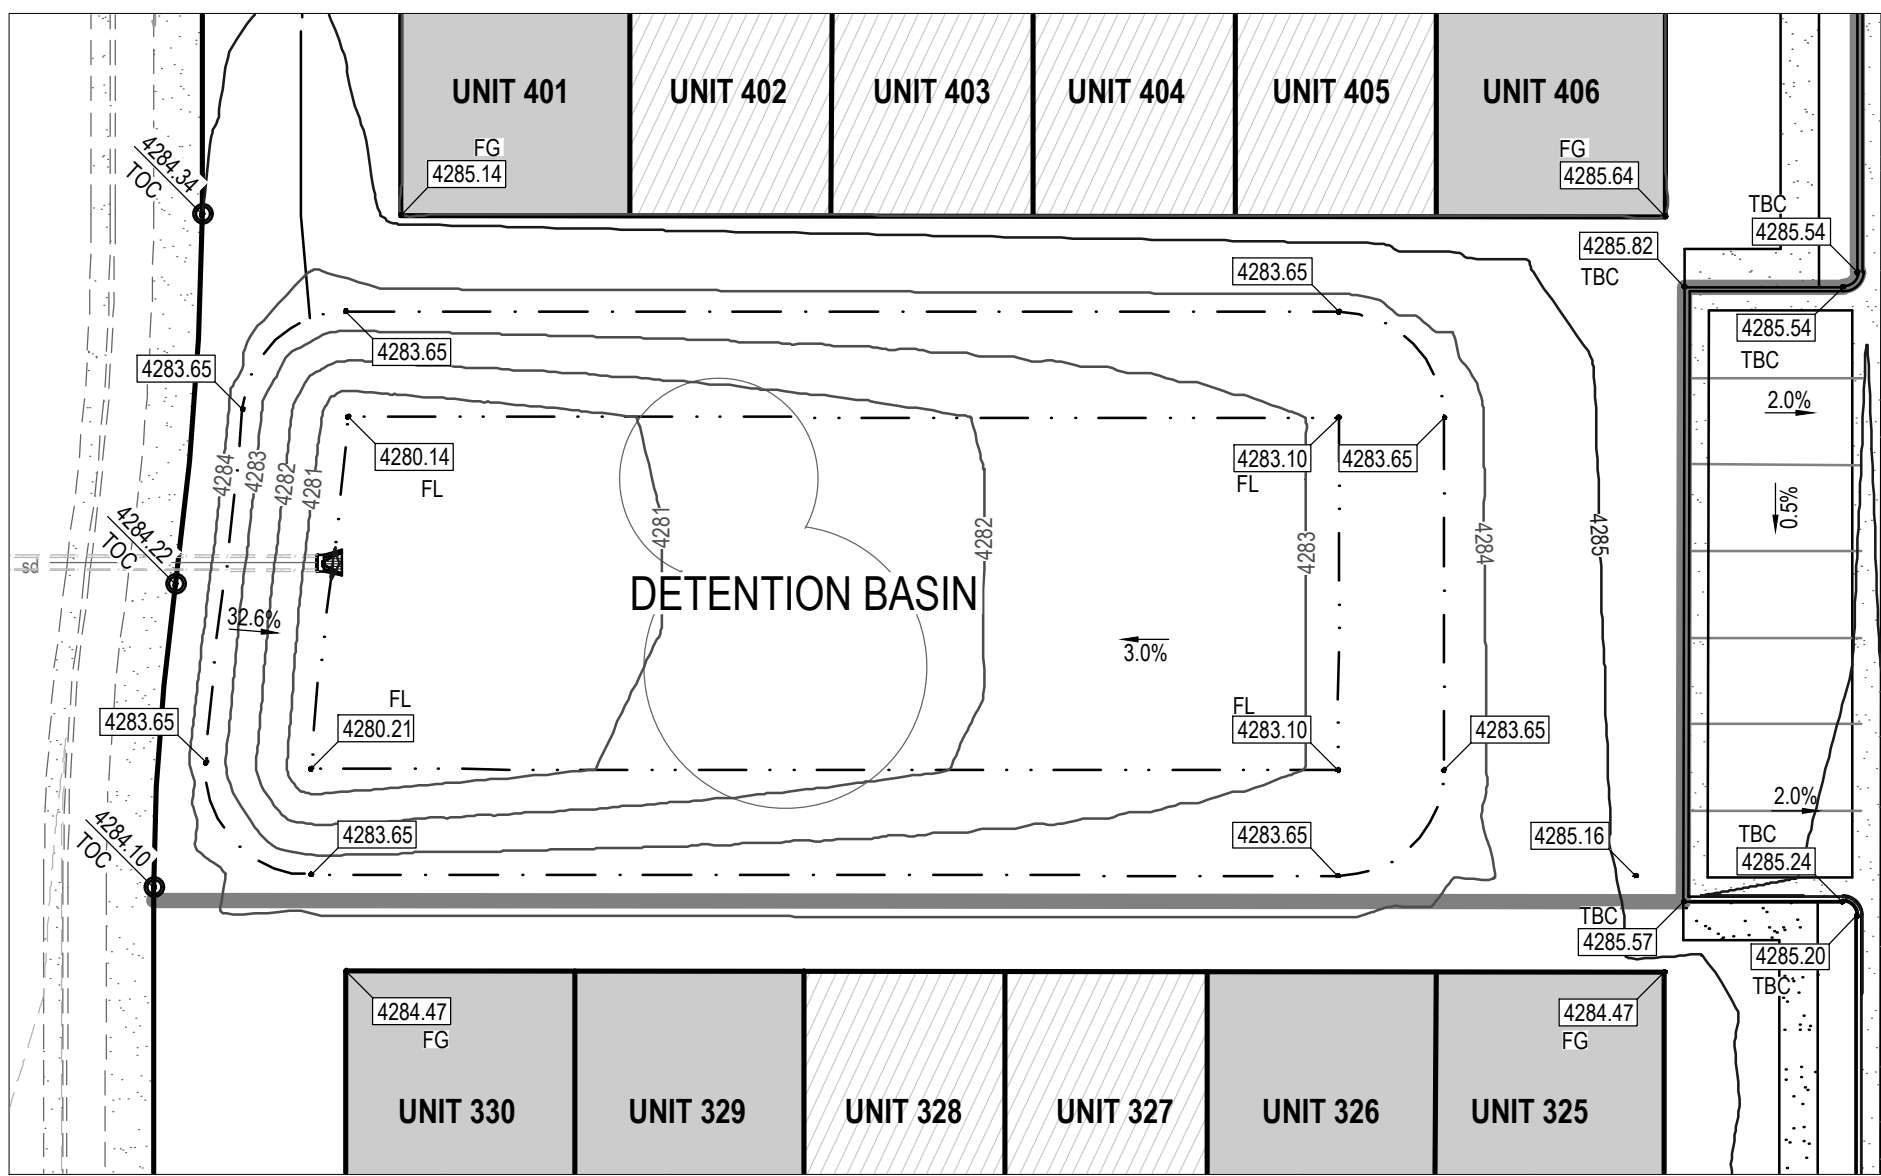 UNIT 401
UNIT 402
UNIT 403
UNIT 404
UNIT 405
UNIT 406
FG
4285.14
FG
4285.64
4284.34
TOC
TBC
4285.54
4285.82
TBC
4283.65
4285.54
TBC
4283.65
4283.65
2.0%
4280.14
FL
4283.10
FL
4283.65
4284
4283
4282
4281
4281
4282
4283
4284
4285
0.5%
4284.22
TOC
sd
DETENTION BASIN
32.6%
3.0%
FL
4280.21
FL
4283.10
4283.65
4283.65
2.0%
4284.10
TOC
4283.65
4283.65
4285.16
TBC
4285.24
TBC
4285.57
4285.20
TBC
4284.47
FG
4284.47
FG
UNIT 330
UNIT 329
UNIT 328
UNIT 327
UNIT 326
UNIT 325